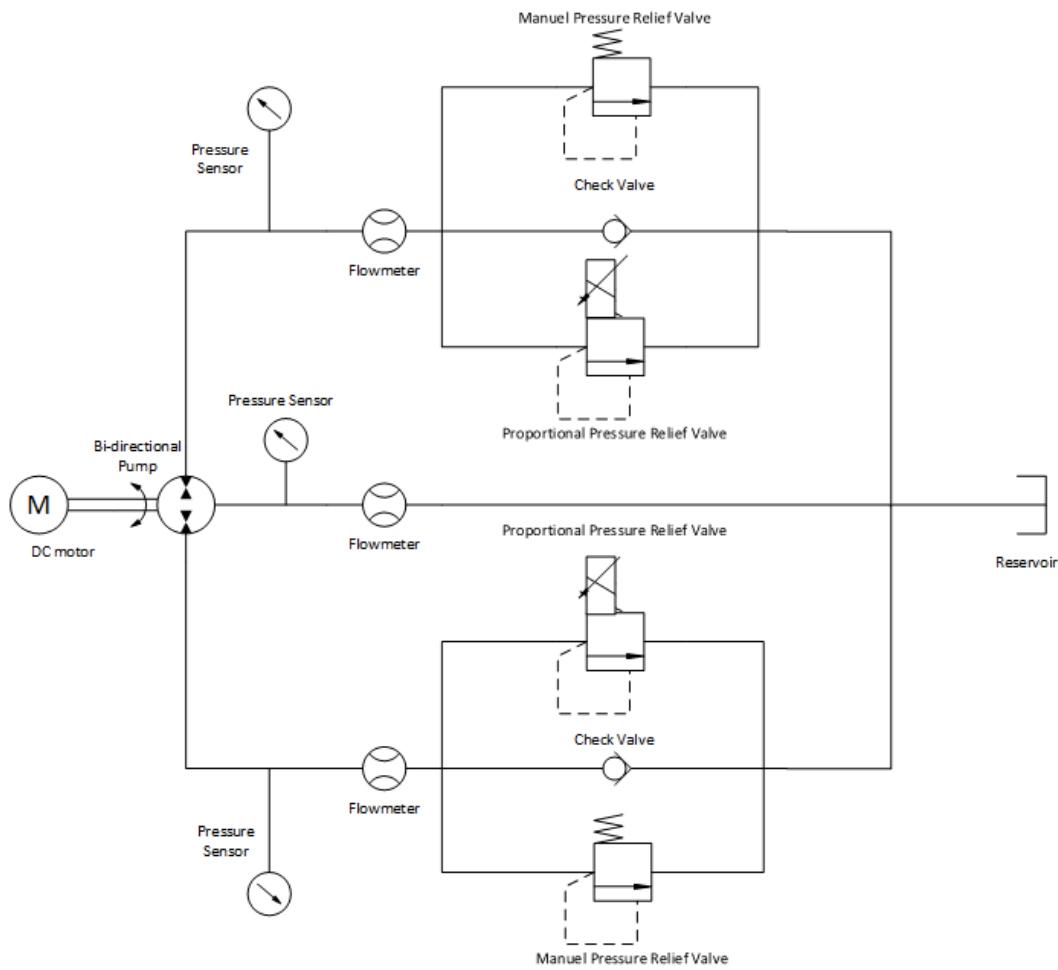 Manuel Pressure Relief Valve
Pressure
Sensor
Check Valve
Flowmeter
Pressure Sensor
Proportional Pressure Relief Valve
Bi-directional
Pump
M
DC motor
Flowmeter
Proportional Pressure Relief Valve
Reservoir
Check Valve
Flowmeter
Pressure
Sensor
Manuel Pressure Relief Valve